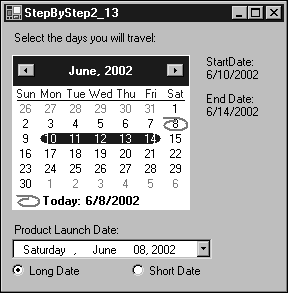 StepByStep2_13
Select the days you will travel:
June, 2002
Sun Mon Tue Wed Thu Fri Sat
26 27 28 29 30 31 1
2 3 4 5 6 7 8
9 10 11 12 13 14 15
16 17 18 19 20 21 22
23 24 25 26 27 28 29
30 1 2 3 4 5 6
Today: 6/8/2002
StartDate:
6/10/2002
End Date:
6/14/2002
Product Launch Date:
Saturday , June 08, 2002
Long Date Short Date